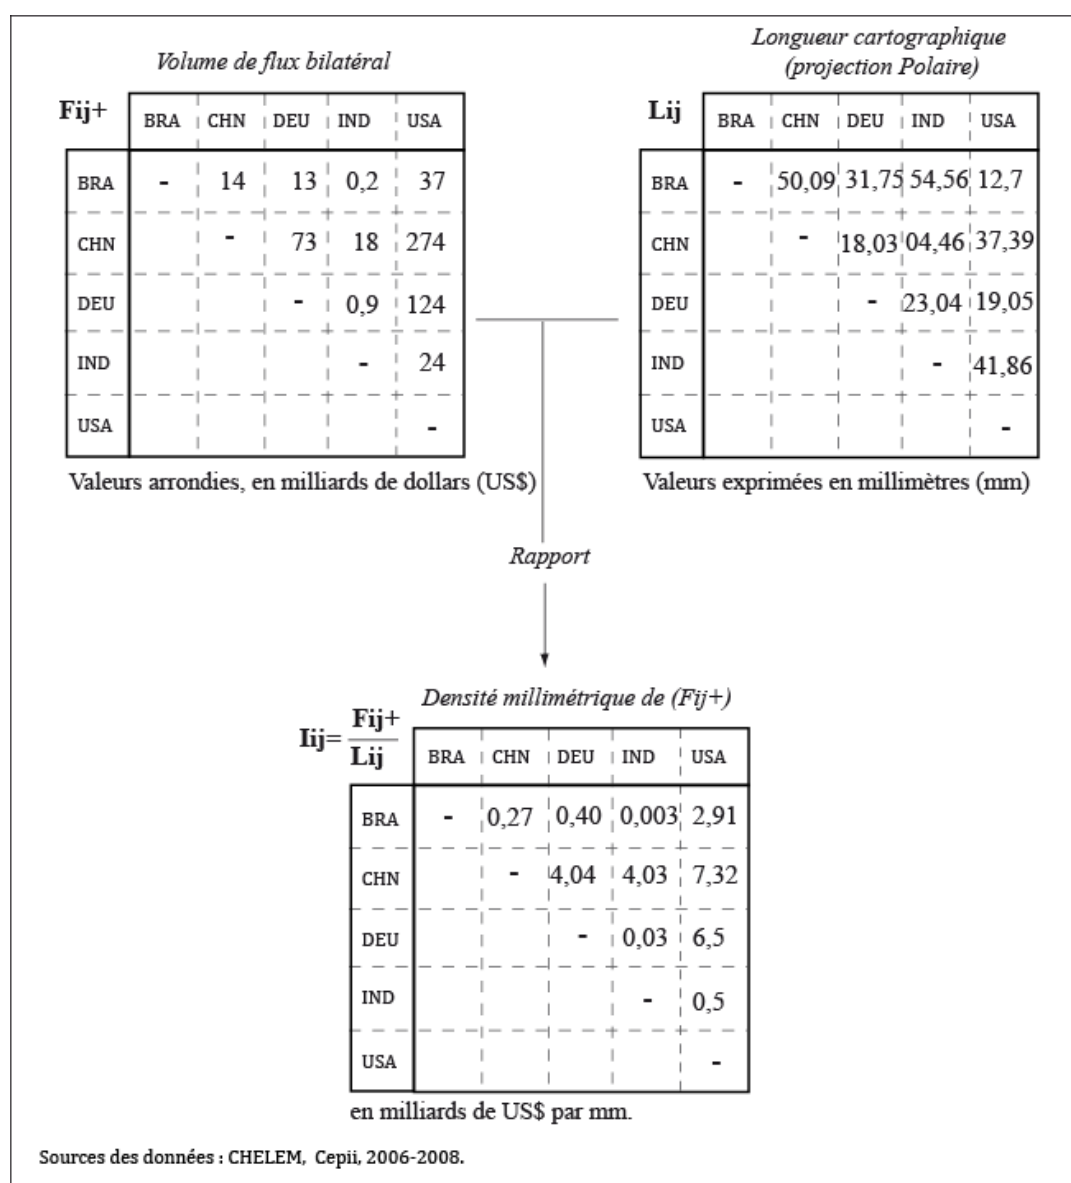 Volume de flux bilatéral
Fij+
BRA CHN DEU IND USA
BRA - 14 13 0,2 37
CHN - 73 18 274
DEU - 0,9 124
IND - 24
USA -
Valeurs arrondies, en milliards de dollars (US$)
Longueur cartographique
(projection Polaire)
Lij
BRA CHN DEU IND USA
BRA - 50,09 31,75 54,56 12,7
CHN - 18,03 04,46 37,39
DEU - 23,04 19,05
IND - 41,86
USA -
Valeurs exprimées en millimètres (mm)
Rapport
Densité millimétrique de (Fij+)
Iij= Fij+
Lij
BRA CHN DEU IND USA
BRA - 0,27 0,40 0,003 2,91
CHN - 4,04 4,03 7,32
DEU - 0,03 6,5
IND - 0,5
USA -
en milliards de US$ par mm.
Sources des données : CHELEM, Cepii, 2006-2008.